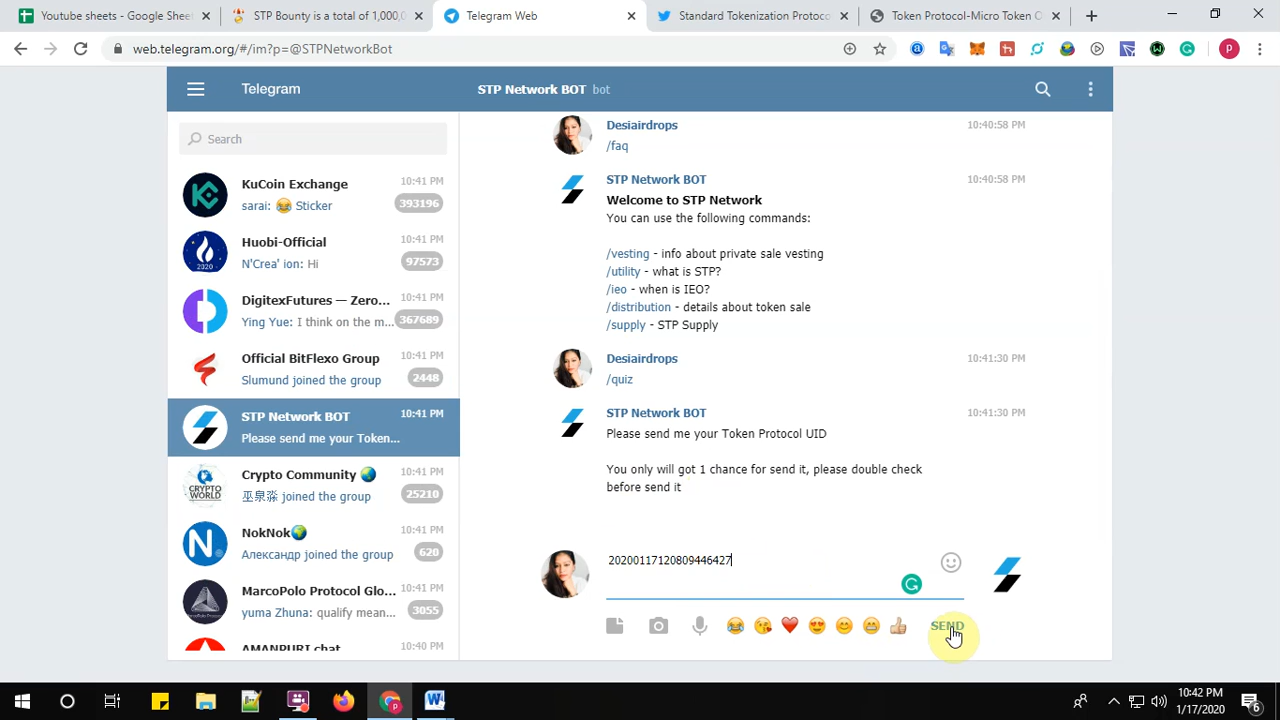 Youtube sheets - Google Shee
STP Bounty is a total of 1,000,0
Telegram Web
Standard Tokenization Protoco
Token Protocol-Micro Token O
web.telegram.org/#/im?p=@STPNetworkBot
Telegram
STP Network BOT bot
Search
KuCoin Exchange 10:41 PM
sarai: 😂 Sticker 393196
Huobi-Official 10:41 PM
N'Crea' ion: Hi 97573
DigitexFutures — Zero... 10:41 PM
Ying Yue: I think on the m... 367689
Official BitFlexo Group 10:41 PM
Slumund joined the group 2448
STP Network BOT 10:41 PM
Please send me your Token...
Crypto Community 🌏 10:41 PM
巫泉淼 joined the group 25210
NokNok🌏 10:41 PM
Александр joined the group 620
MarcoPolo Protocol Glo... 10:41 PM
yuma Zhuna: qualify mean... 3055
AMANPURI chat 10:40 PM
Desiairdrops 10:40:58 PM
/faq
STP Network BOT 10:40:58 PM
Welcome to STP Network
You can use the following commands:
/vesting - info about private sale vesting
/utility - what is STP?
/ieo - when is IEO?
/distribution - details about token sale
/supply - STP Supply
Desiairdrops 10:41:30 PM
/quiz
STP Network BOT 10:41:30 PM
Please send me your Token Protocol UID
You only will got 1 chance for send it, please double check
before send it
20200117120809446427
SEND
CRYPTO
WORLD
2020
10:42 PM
1/17/2020
6